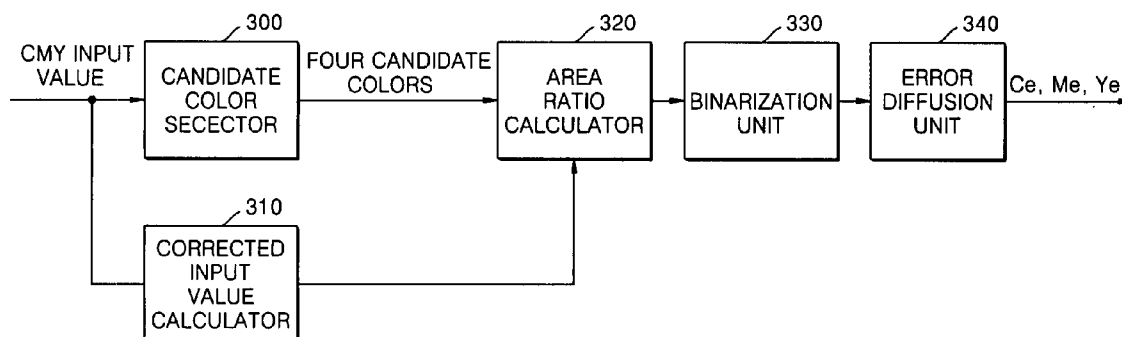 300
320
330
340
CMY INPUT
VALUE
CANDIDATE
COLOR
SECECTOR
FOUR CANDIDATE
COLORS
AREA
RATIO
CALCULATOR
BINARIZATION
UNIT
ERROR
DIFFUSION
UNIT
Ce, Me, Ye
310
CORRECTED
INPUT
VALUE
CALCULATOR